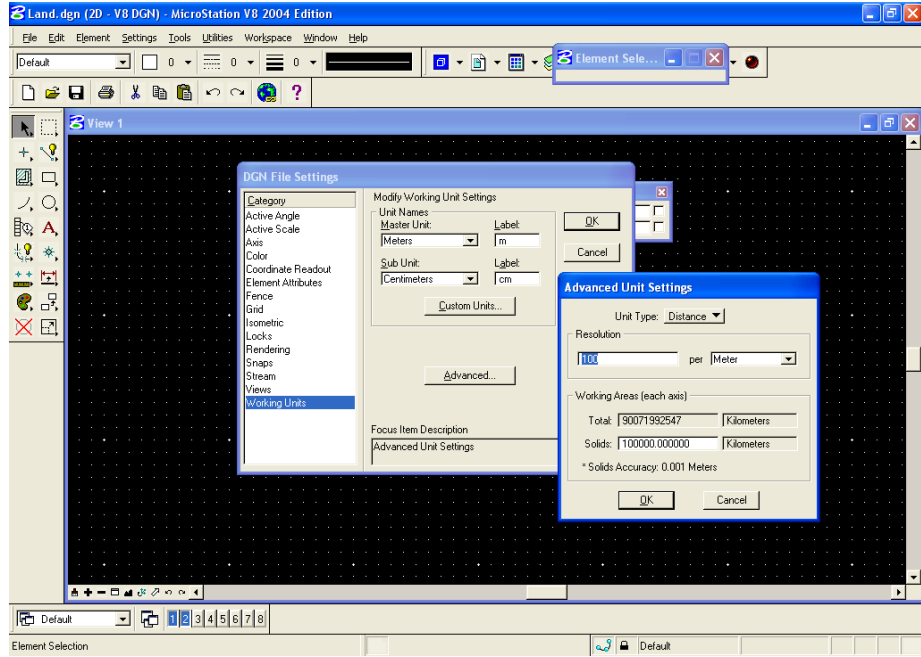 Land.dgn (2D - V8 DGN) - MicroStation V8 2004 Edition
File Edit Element Settings Tools Utilities Workspace Window Help
Default 0 0 0
Element Sele...
View 1
DGN File Settings
Category
Active Angle
Active Scale
Axis
Color
Coordinate Readout
Element Attributes
Fence
Grid
Isometric
Locks
Rendering
Snaps
Stream
Views
Working Units
Modify Working Unit Settings
Unit Names
Master Unit: Label:
Meters m
Sub Unit: Label:
Centimeters cm
Custom Units...
Advanced...
Focus Item Description
Advanced Unit Settings
OK
Cancel
Advanced Unit Settings
Unit Type: Distance
Resolution
100 per Meter
Working Areas (each axis)
Total: 90071992547 Kilometers
Solids: 100000.000000 Kilometers
* Solids Accuracy: 0.001 Meters
OK Cancel
Default 1 2 3 4 5 6 7 8
Element Selection Default